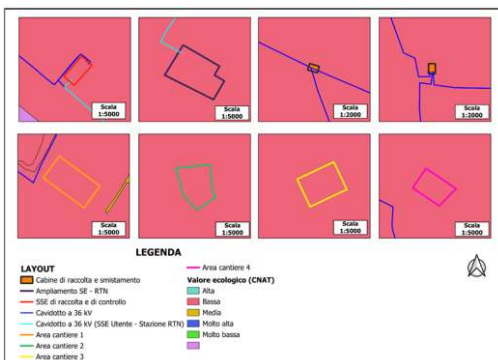 Scala
1:5000
Scala
1:5000
Scala
1:2000
Scala
1:2000
Scala
1:5000
Scala
1:5000
Scala
1:5000
Scala
1:5000
LEGENDA
LAYOUT
Cabine di raccolta e smistamento
Ampliamento SE - RTN
SSE di raccolta e di controllo
Cavidotto a 36 kV
Cavidotto a 36 kV (SSE Utente - Stazione RTN)
Area cantiere 1
Area cantiere 2
Area cantiere 3
Area cantiere 4
Valore ecologico (CNAT)
Alta
Bassa
Media
Molto alta
Molto bassa